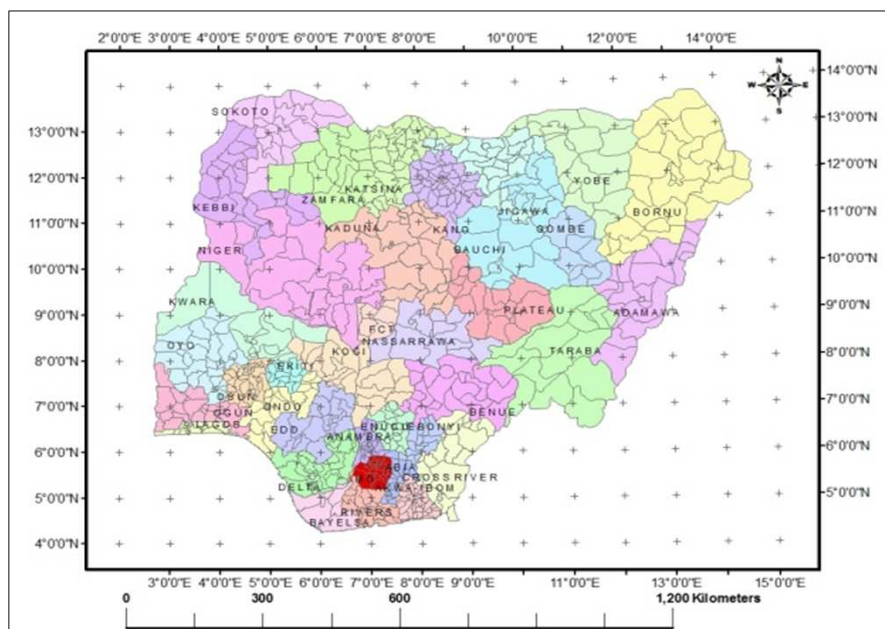 2°0'0"E 3°0'0"E 4°0'0"E 5°0'0"E 6°0'0"E 7°0'0"E 8°0'0"E 10°0'0"E 12°0'0"E 14°0'0"E
N
W E
S
14°0'0"N
13°0'0"N
12°0'0"N
11°0'0"N
10°0'0"N
9°0'0"N
8°0'0"N
7°0'0"N
6°0'0"N
5°0'0"N
13°0'0"N
12°0'0"N
11°0'0"N
10°0'0"N
9°0'0"N
8°0'0"N
7°0'0"N
6°0'0"N
5°0'0"N
4°0'0"N
SOKOTO
KATSINA
YOBE
ZAMFARA
KEBBI
JIGAWA
BORNU
KADUNA
KANO
GOMBE
NIGER
BAUCHI
KWARA
PLATEAU
ADAMAWA
FCT
NASSARRAWA
OYO
KOGI
TARABA
EKITI
OSUN
ONDO
OGUN
BENUE
LAGOS
EDO
ENUGU
EBONYI
ANAMBRA
ABIA
CROSSRIVER
DELTA
AKWA-IBOM
RIVERS
BAYELSA
3°0'0"E 4°0'0"E 5°0'0"E 6°0'0"E 7°0'0"E 8°0'0"E 9°0'0"E 11°0'0"E 13°0'0"E 15°0'0"E
0 300 600 1,200 Kilometers